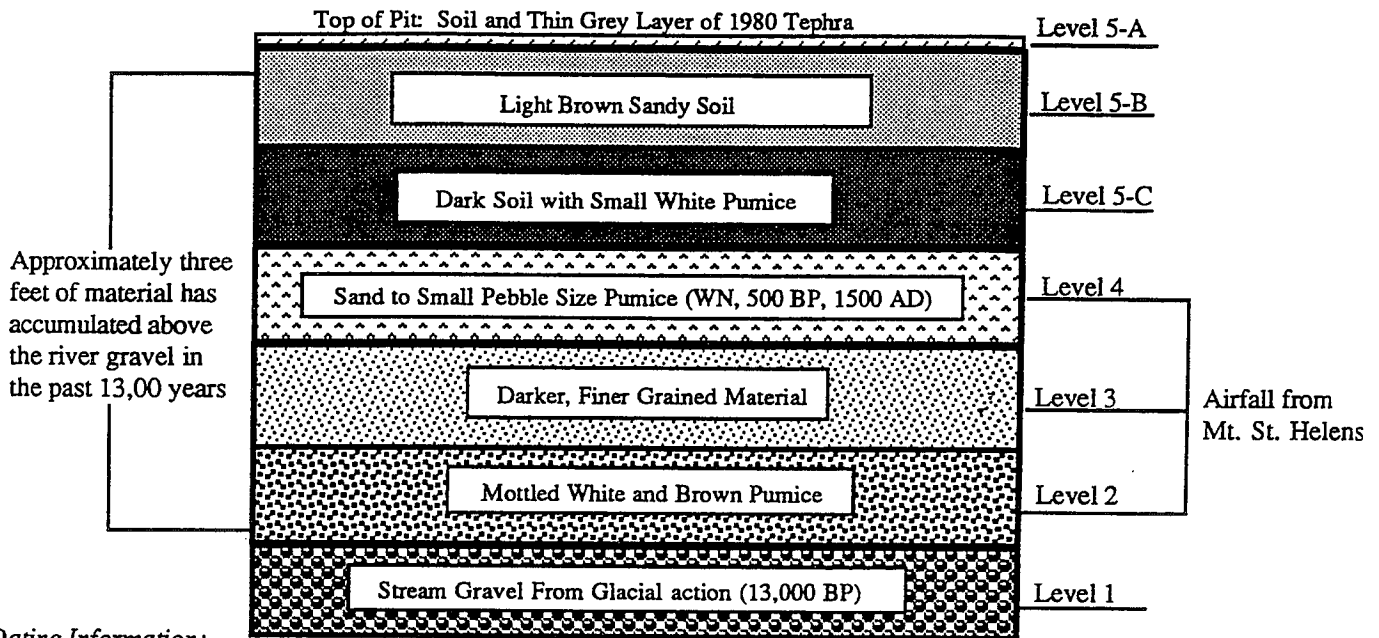 Top of Pit: Soil and Thin Grey Layer of 1980 Tephra
Level 5-A
Light Brown Sandy Soil
Level 5-B
Dark Soil with Small White Pumice
Level 5-C
Approximately three
feet of material has
accumulated above
the river gravel in
the past 13,00 years
Sand to Small Pebble Size Pumice (WN, 500 BP, 1500 AD)
Level 4
Darker, Finer Grained Material
Level 3
Airfall from
Mt. St. Helens
Mottled White and Brown Pumice
Level 2
Stream Gravel From Glacial action (13,000 BP)
Level 1
Dating Information: